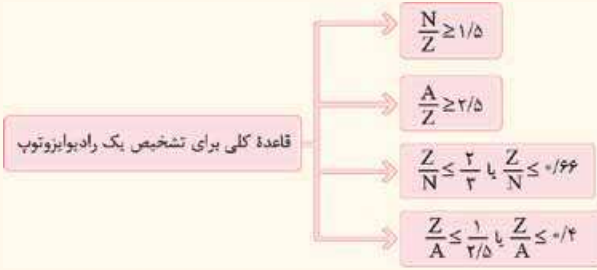 قاعدهٔ کلی برای تشخیص یک رادیوایزوتوپ
N/Z ≥ ۱/۵
A/Z ≥ ۲/۵
Z/N ≤ ۲/۳ یا Z/N ≤ ۰/۶۶
Z/A ≤ ۱/۲/۵ یا Z/A ≤ ۰/۴